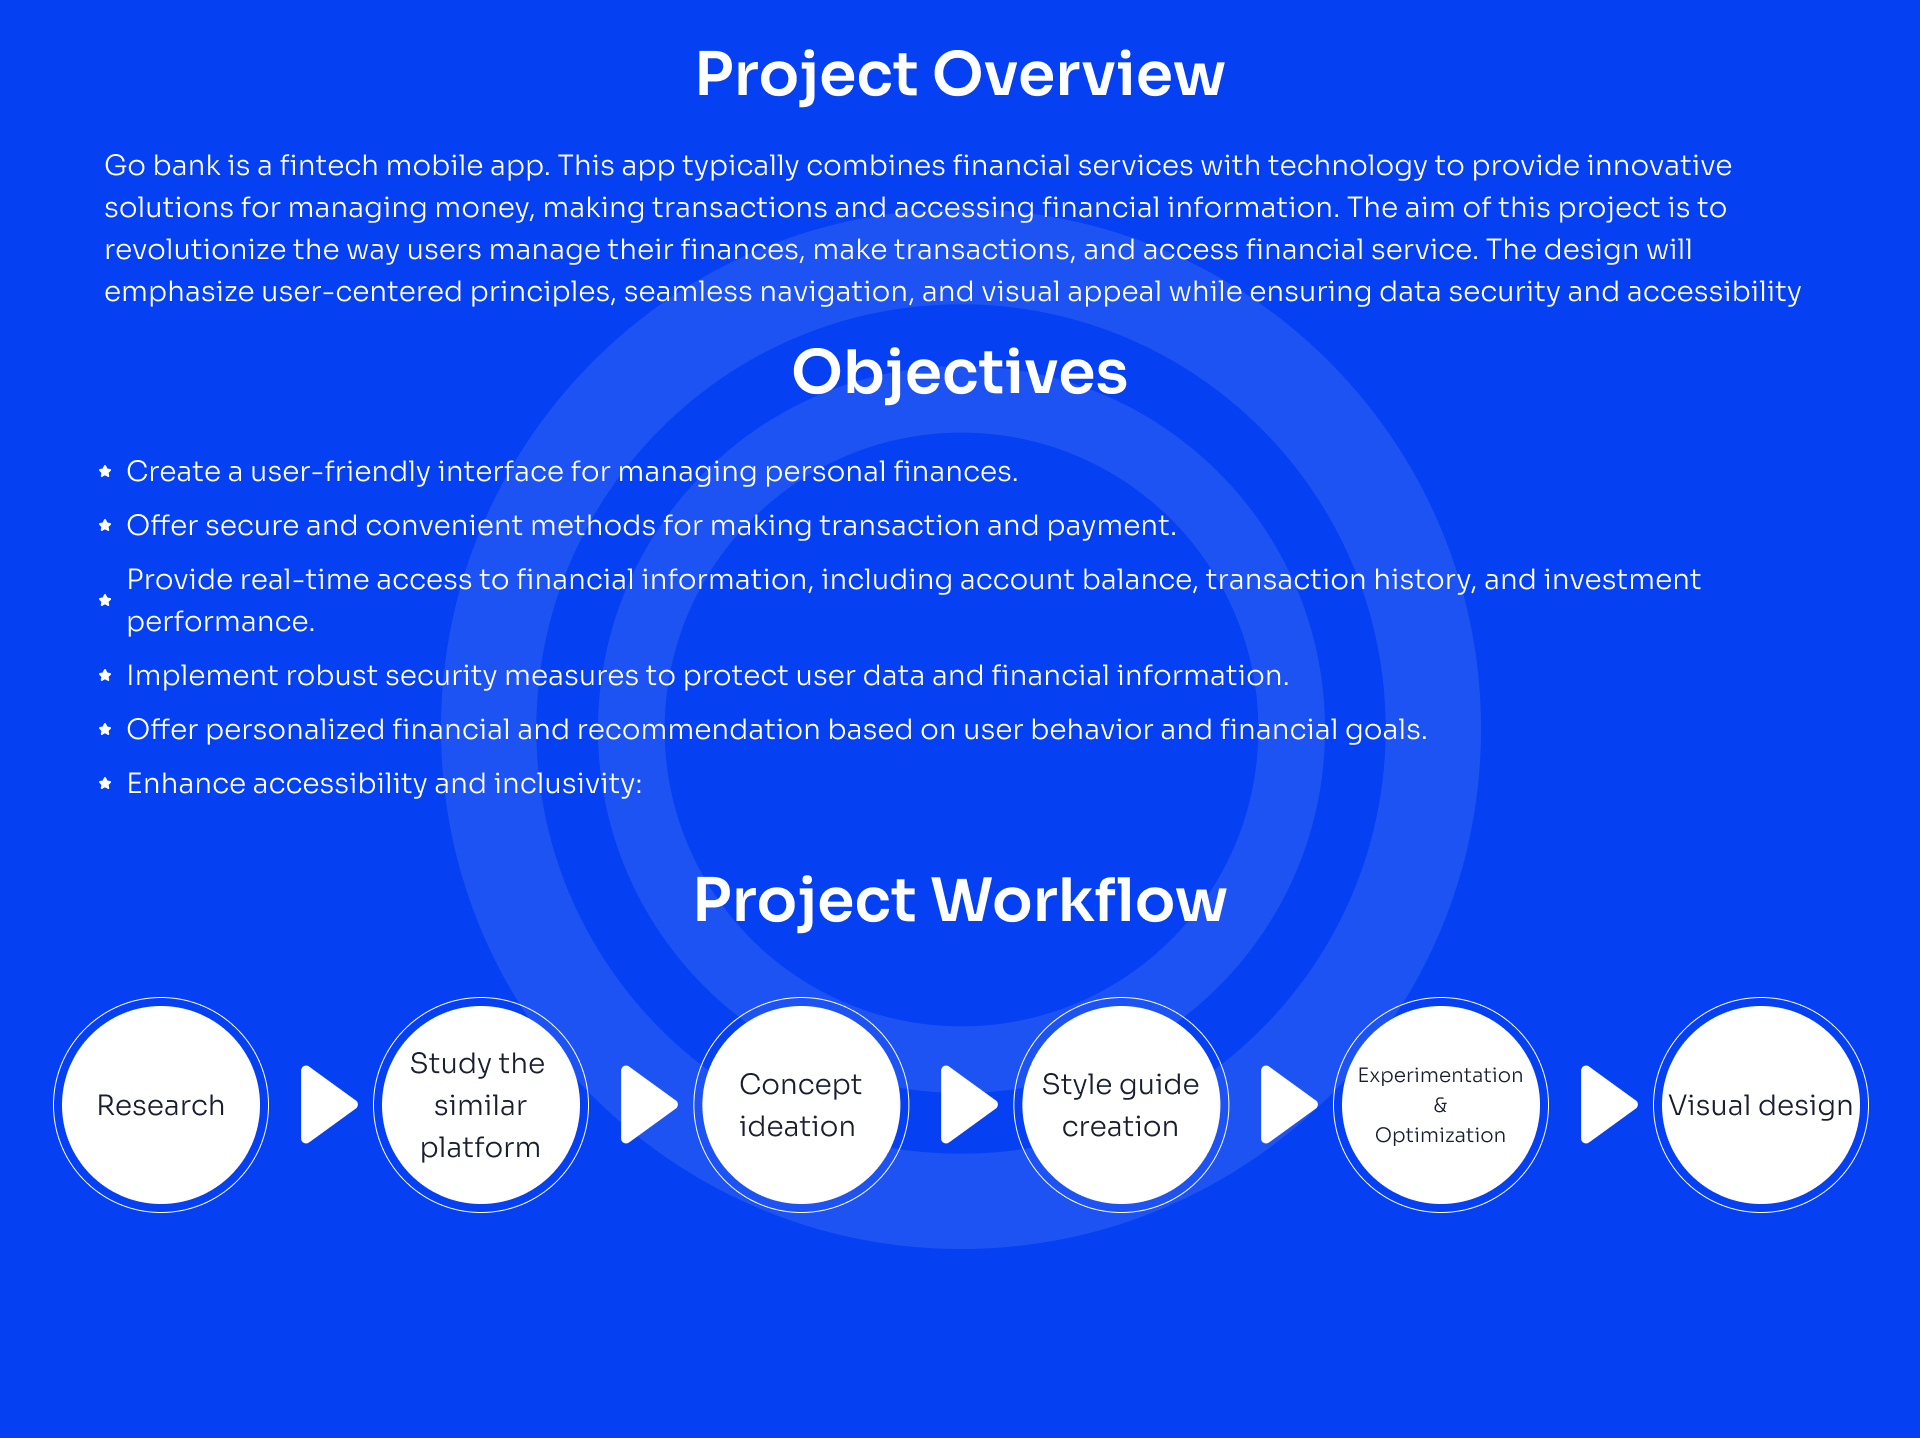 Project Overview
Go bank is a fintech mobile app. This app typically combines financial services with technology to provide innovative
solutions for managing money, making transactions and accessing financial information. The aim of this project is to
revolutionize the way users manage their finances, make transactions, and access financial service. The design will
emphasize user-centered principles, seamless navigation, and visual appeal while ensuring data security and accessibility
Objectives
Create a user-friendly interface for managing personal finances.
Offer secure and convenient methods for making transaction and payment.
Provide real-time access to financial information, including account balance, transaction history, and investment
performance.
Implement robust security measures to protect user data and financial information.
Offer personalized financial and recommendation based on user behavior and financial goals.
Enhance accessibility and inclusivity:
Project Workflow
Research
Study the
similar
platform
Concept
ideation
Style guide
creation
Experimentation
&
Optimization
Visual design